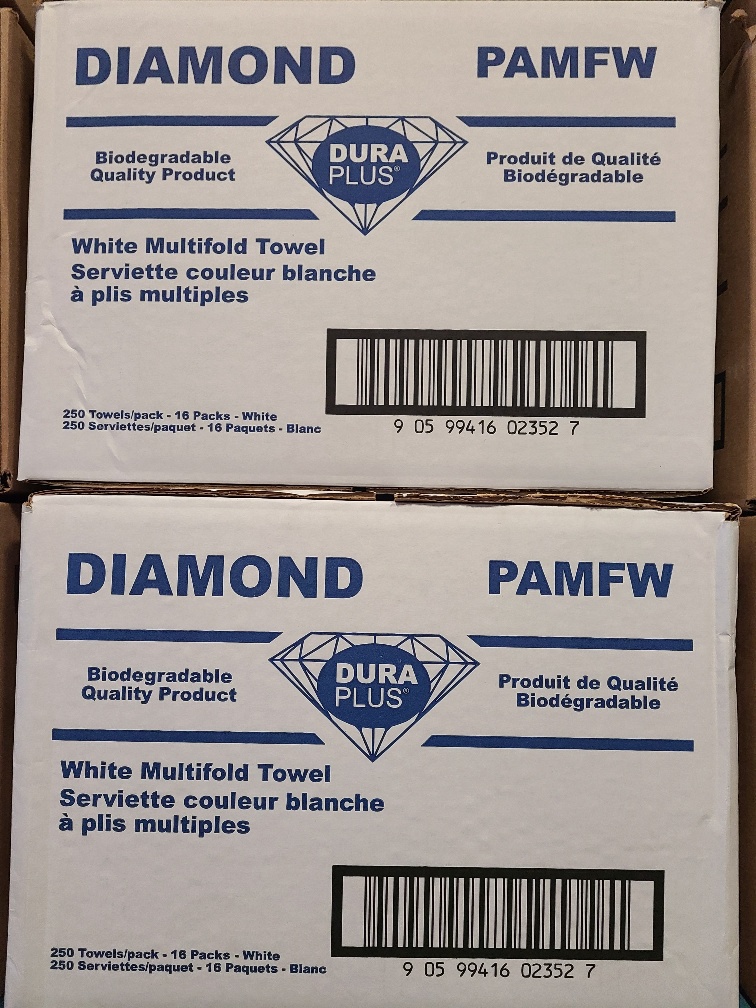 DIAMOND PAMFW
Biodegradable
Quality Product
DURA
PLUS®
Produit de Qualité
Biodégradable
White Multifold Towel
Serviette couleur blanche
à plis multiples
250 Towels/pack - 16 Packs - White
250 Serviettes/paquet - 16 Paquets - Blanc
9 05 99416 02352 7
DIAMOND PAMFW
Biodegradable
Quality Product
DURA
PLUS®
Produit de Qualité
Biodégradable
White Multifold Towel
Serviette couleur blanche
à plis multiples
250 Towels/pack - 16 Packs - White
250 Serviettes/paquet - 16 Paquets - Blanc
9 05 99416 02352 7